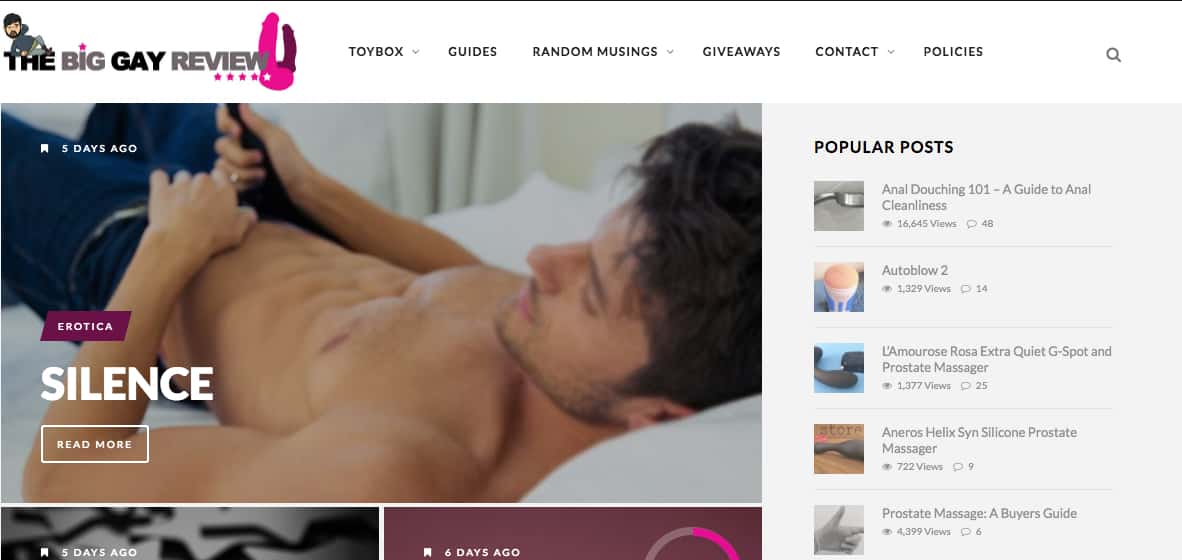 THE BIG GAY REVIEW
TOYBOX
GUIDES
RANDOM MUSINGS
GIVEAWAYS
CONTACT
POLICIES
5 DAYS AGO
EROTICA
SILENCE
READ MORE
5 DAYS AGO
6 DAYS AGO
POPULAR POSTS
Anal Douching 101 – A Guide to Anal
Cleanliness
16,645 Views 48
Autoblow 2
1,329 Views 14
L'Amourose Rosa Extra Quiet G-Spot and
Prostate Massager
1,377 Views 25
store
Aneros Helix Syn Silicone Prostate
Massager
722 Views 9
Prostate Massage: A Buyers Guide
4,399 Views 6